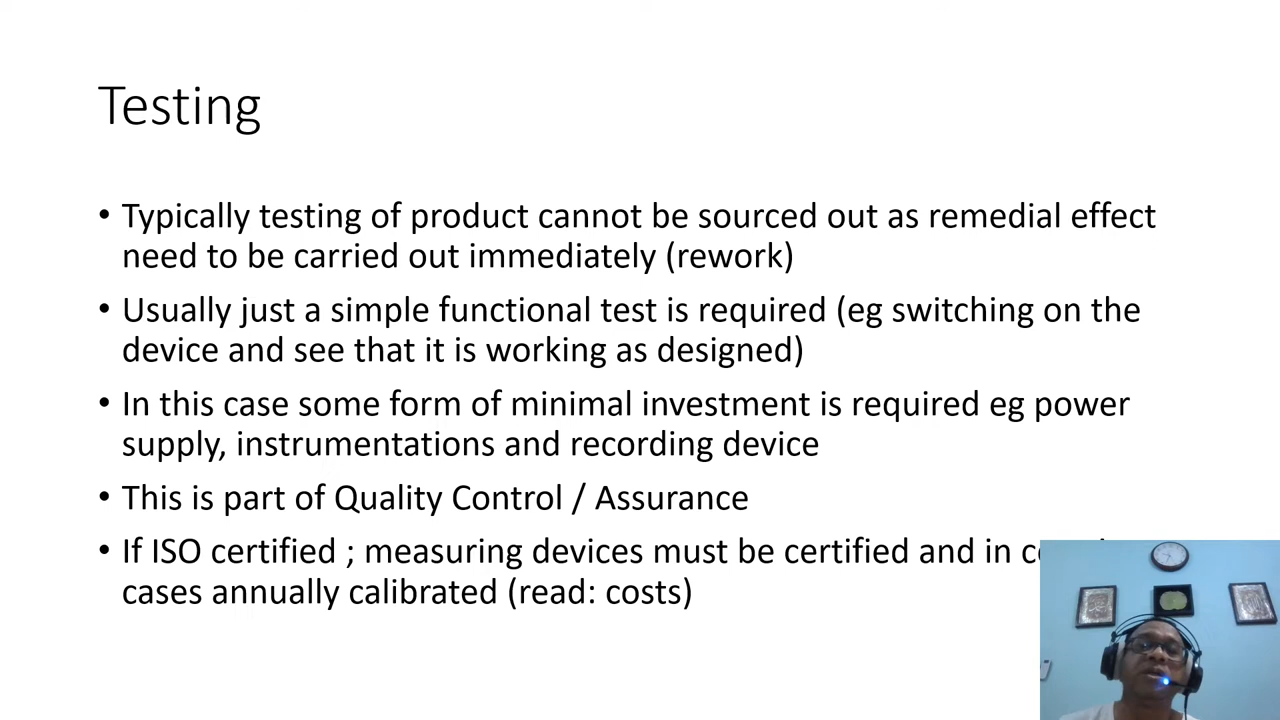 Testing
• Typically testing of product cannot be sourced out as remedial effect
need to be carried out immediately (rework)
• Usually just a simple functional test is required (eg switching on the
device and see that it is working as designed)
• In this case some form of minimal investment is required eg power
supply, instrumentations and recording device
• This is part of Quality Control / Assurance
• If ISO certified ; measuring devices must be certified and in
cases annually calibrated (read: costs)